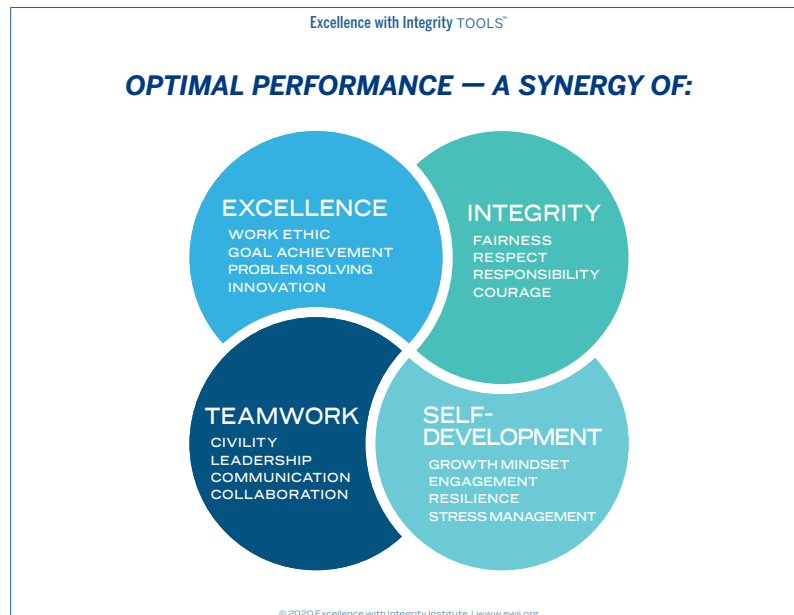 Excellence with Integrity TOOLS™
OPTIMAL PERFORMANCE — A SYNERGY OF:
EXCELLENCE
WORK ETHIC
GOAL ACHIEVEMENT
PROBLEM SOLVING
INNOVATION
INTEGRITY
FAIRNESS
RESPECT
RESPONSIBILITY
COURAGE
TEAMWORK
CIVILITY
LEADERSHIP
COMMUNICATION
COLLABORATION
SELF-
DEVELOPMENT
GROWTH MINDSET
ENGAGEMENT
RESILIENCE
STRESS MANAGEMENT
© 2020 Excellence with Integrity Institute | www.ewii.org